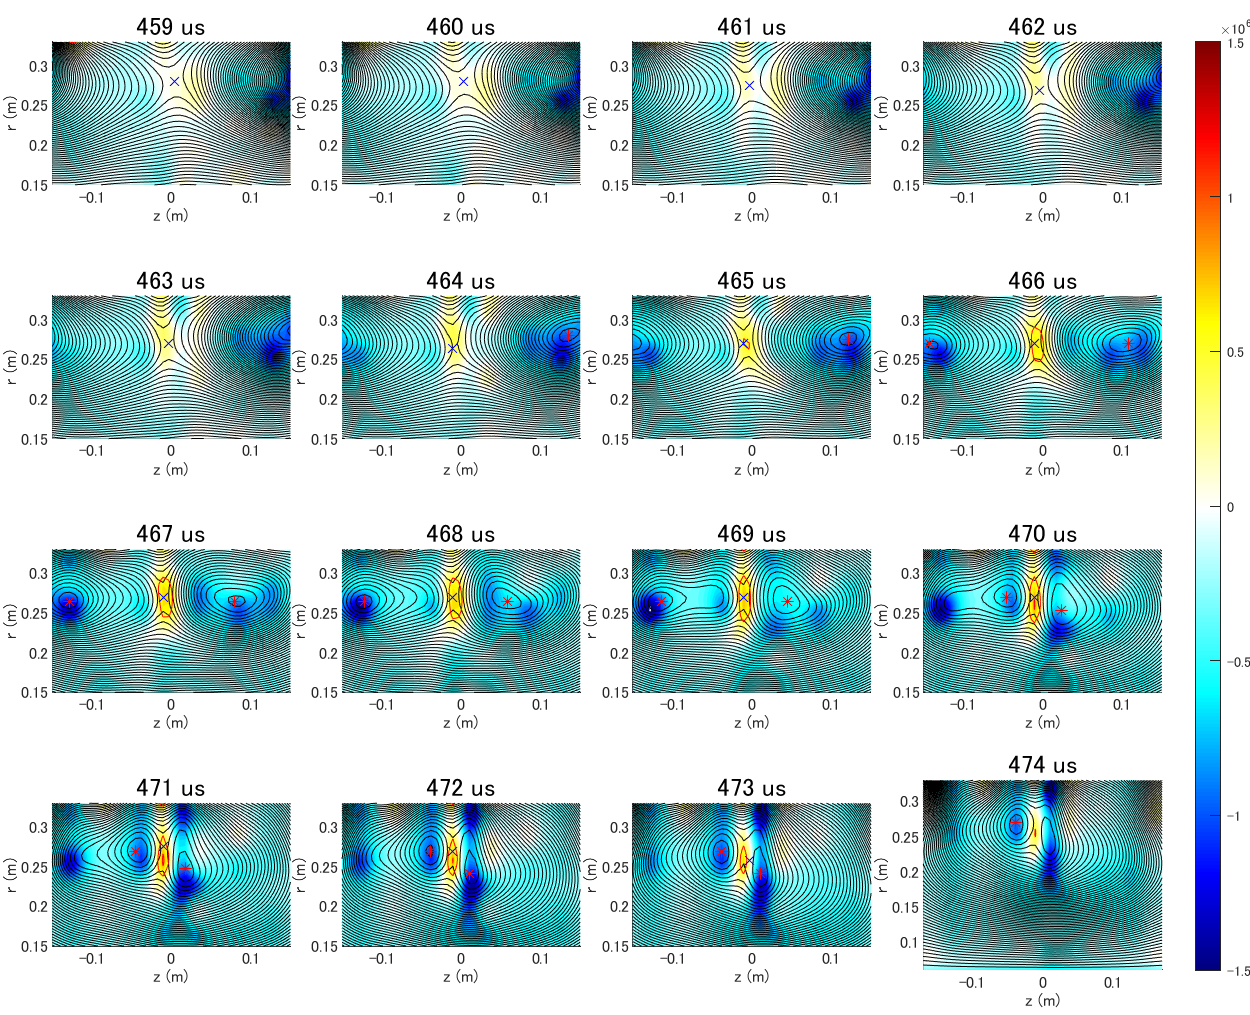 459 us 460 us 461 us 462 us ×10⁶
0.3 0.25 0.2 0.15 r (m) -0.1 0 0.1 z (m)
0.3 0.25 0.2 0.15 r (m) -0.1 0 0.1 z (m)
0.3 0.25 0.2 0.15 r (m) -0.1 0 0.1 z (m)
0.3 0.25 0.2 0.15 r (m) -0.1 0 0.1 z (m)
463 us 464 us 465 us 466 us
0.3 0.25 0.2 0.15 r (m) -0.1 0 0.1 z (m)
0.3 0.25 0.2 0.15 r (m) -0.1 0 0.1 z (m)
0.3 0.25 0.2 0.15 r (m) -0.1 0 0.1 z (m)
0.3 0.25 0.2 0.15 r (m) -0.1 0 0.1 z (m)
467 us 468 us 469 us 470 us
0.3 0.25 0.2 0.15 r (m) -0.1 0 0.1 z (m)
0.3 0.25 0.2 0.15 r (m) -0.1 0 0.1 z (m)
0.3 0.25 0.2 0.15 r (m) -0.1 0 0.1 z (m)
0.3 0.25 0.2 0.15 r (m) -0.1 0 0.1 z (m)
471 us 472 us 473 us 474 us
0.3 0.25 0.2 0.15 r (m) -0.1 0 0.1 z (m)
0.3 0.25 0.2 0.15 r (m) -0.1 0 0.1 z (m)
0.3 0.25 0.2 0.15 r (m) -0.1 0 0.1 z (m)
0.3 0.25 0.2 0.15 0.1 r (m) -0.1 0 0.1 z (m)
1.5
1
0.5
0
-0.5
-1
-1.5